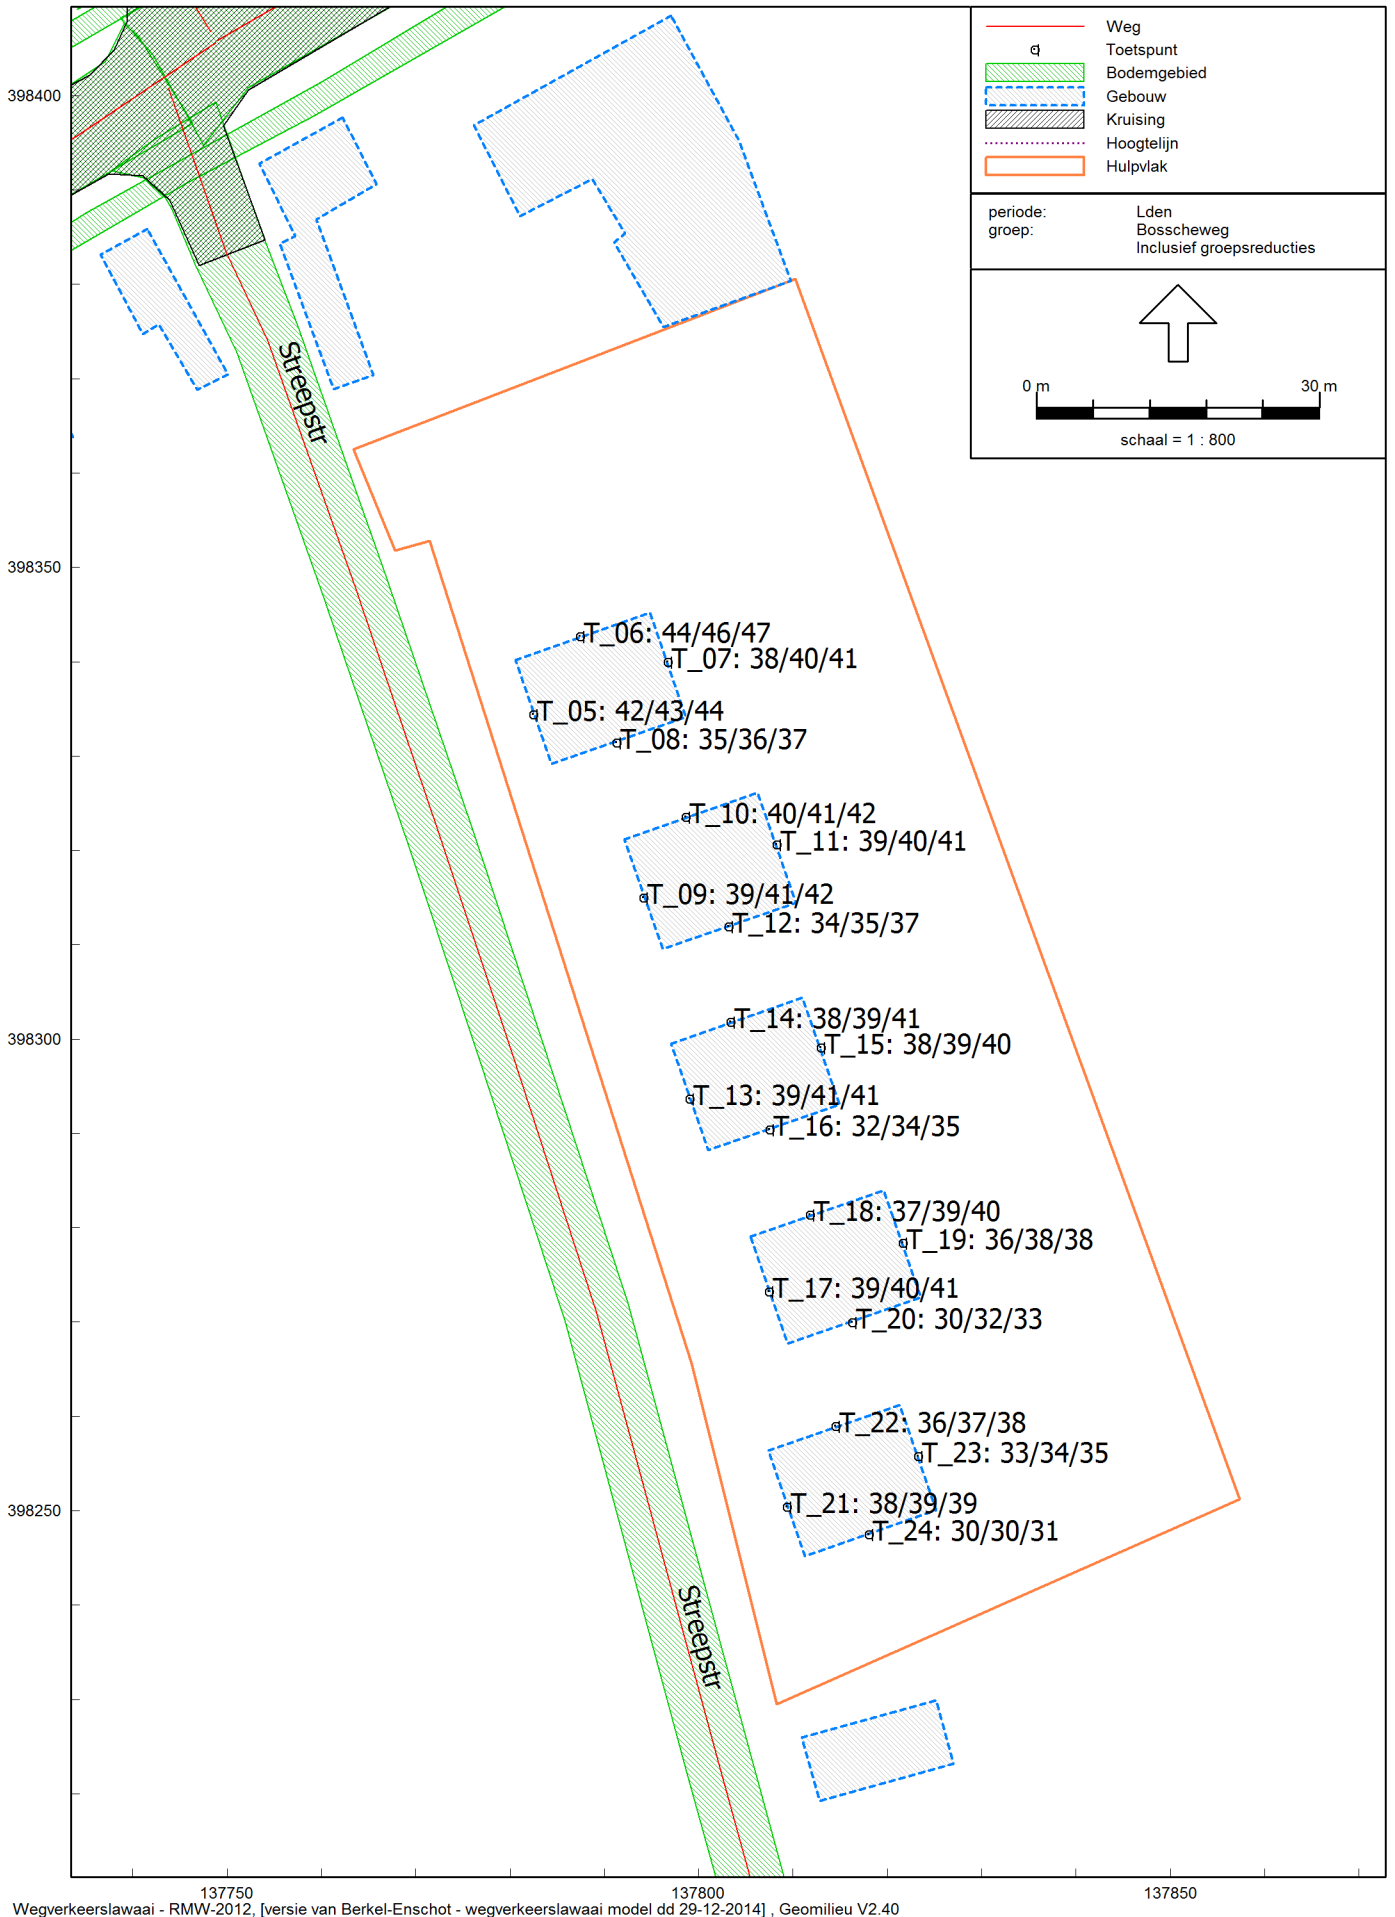 Weg
Toetspunt
Bodemgebied
Gebouw
Kruising
Hoogtelijn
Hulpvlak
periode: Lden
groep: Bosscheweg
Inclusief groepsreducties
0 m 30 m
schaal = 1 : 800
398400
398350
398300
398250
Streepstr
T_06: 44/46/47
T_07: 38/40/41
T_05: 42/43/44
T_08: 35/36/37
T_10: 40/41/42
T_11: 39/40/41
T_09: 39/41/42
T_12: 34/35/37
T_14: 38/39/41
T_15: 38/39/40
T_13: 39/41/41
T_16: 32/34/35
T_18: 37/39/40
T_19: 36/38/38
T_17: 39/40/41
T_20: 30/32/33
T_22: 36/37/38
T_23: 33/34/35
T_21: 38/39/39
T_24: 30/30/31
Streepstr
137750 137800 137850
Wegverkeerslawaai - RMW-2012, [versie van Berkel-Enschot - wegverkeerslawaai model dd 29-12-2014] , Geomilieu V2.40